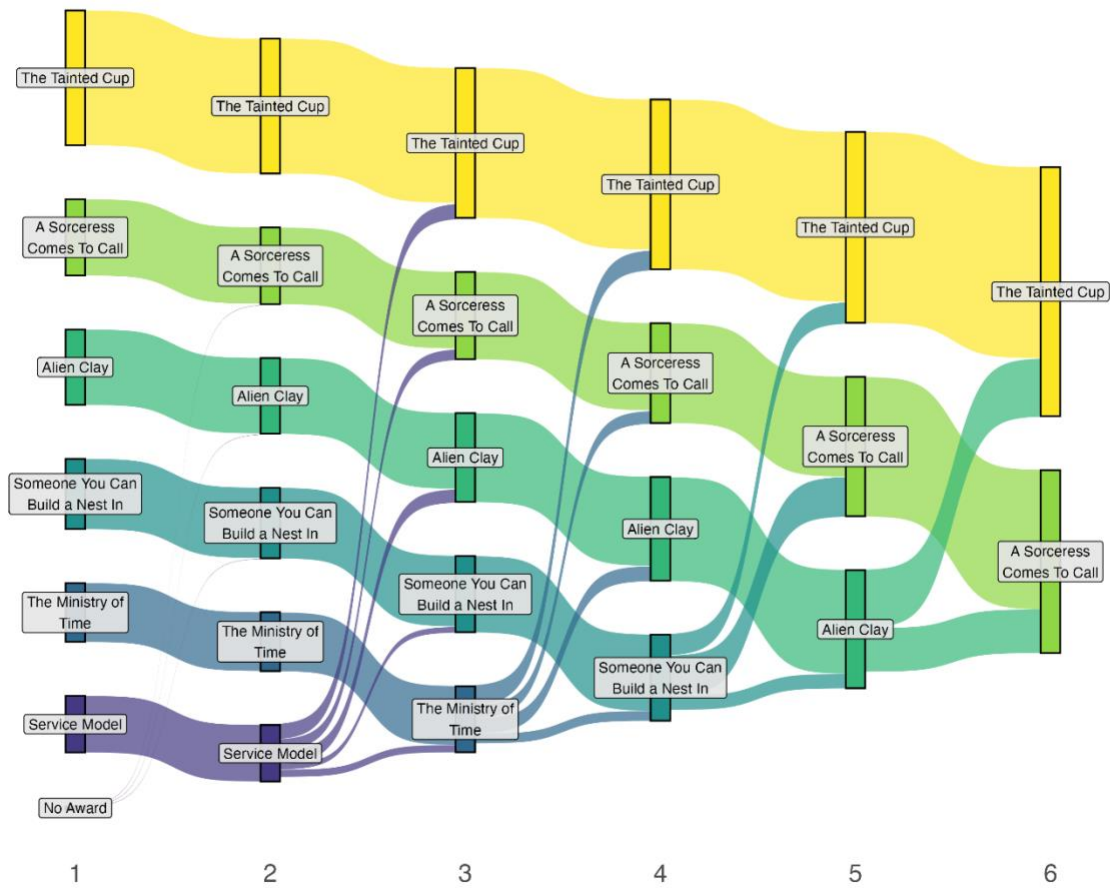 The Tainted Cup
A Sorceress
Comes To Call
Alien Clay
Someone You Can
Build a Nest In
The Ministry of
Time
Service Model
No Award
The Tainted Cup
A Sorceress
Comes To Call
Alien Clay
Someone You Can
Build a Nest In
The Ministry of
Time
Service Model
The Tainted Cup
A Sorceress
Comes To Call
Alien Clay
Someone You Can
Build a Nest In
The Ministry of
Time
The Tainted Cup
A Sorceress
Comes To Call
Alien Clay
Someone You Can
Build a Nest In
The Tainted Cup
A Sorceress
Comes To Call
Alien Clay
The Tainted Cup
A Sorceress
Comes To Call
1 2 3 4 5 6